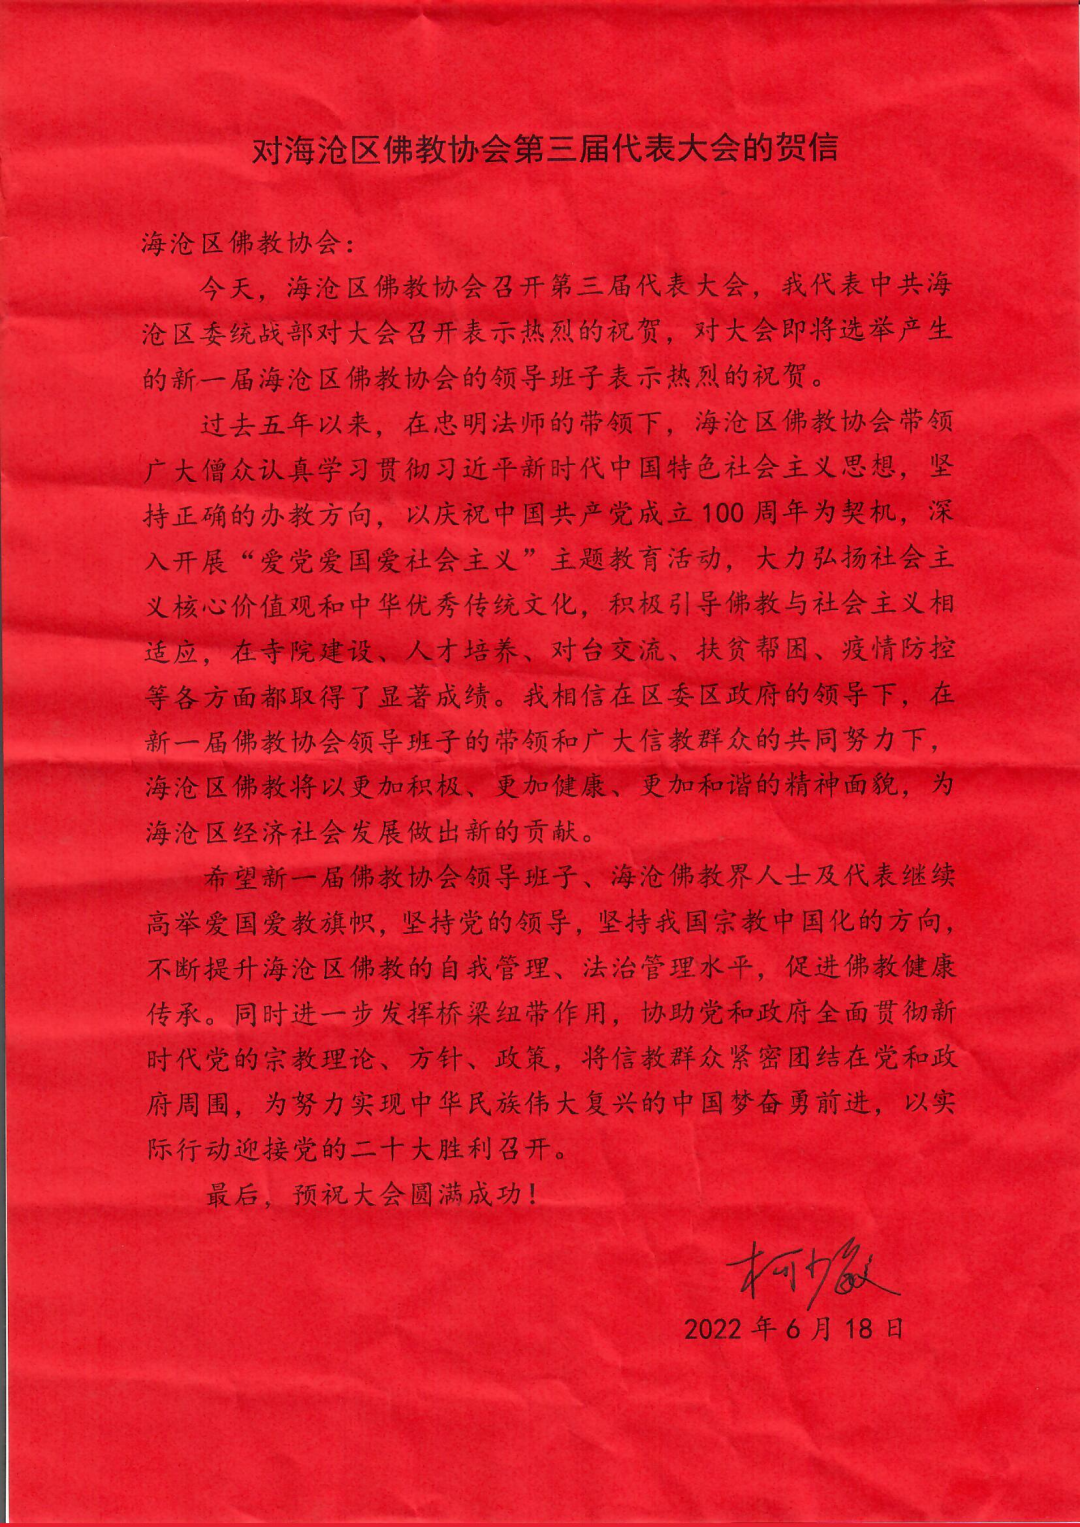 对海沧区佛教协会第三届代表大会的贺信
海沧区佛教协会：
今天，海沧区佛教协会召开第三届代表大会，我代表中共海
沧区委统战部对大会召开表示热烈的祝贺，对大会即将选举产生
的新一届海沧区佛教协会的领导班子表示热烈的祝贺。
过去五年以来，在忠明法师的带领下，海沧区佛教协会带领
广大僧众认真学习贯彻习近平新时代中国特色社会主义思想，坚
持正确的办教方向，以庆祝中国共产党成立100周年为契机，深
入开展“爱党爱国爱社会主义”主题教育活动，大力弘扬社会主
义核心价值观和中华优秀传统文化，积极引导佛教与社会主义相
适应，在寺院建设、人才培养、对台交流、扶贫帮困、疫情防控
等各方面都取得了显著成绩。我相信在区委区政府的领导下，在
新一届佛教协会领导班子的带领和广大信教群众的共同努力下，
海沧区佛教将以更加积极、更加健康、更加和谐的精神面貌，为
海沧区经济社会发展做出新的贡献。
希望新一届佛教协会领导班子、海沧佛教界人士及代表继续
高举爱国爱教旗帜，坚持党的领导，坚持我国宗教中国化的方向，
不断提升海沧区佛教的自我管理、法治管理水平，促进佛教健康
传承。同时进一步发挥桥梁纽带作用，协助党和政府全面贯彻新
时代党的宗教理论、方针、政策，将信教群众紧密团结在党和政
府周围，为努力实现中华民族伟大复兴的中国梦奋勇前进，以实
际行动迎接党的二十大胜利召开。
最后，预祝大会圆满成功！
柯少敏
2022年6月18日